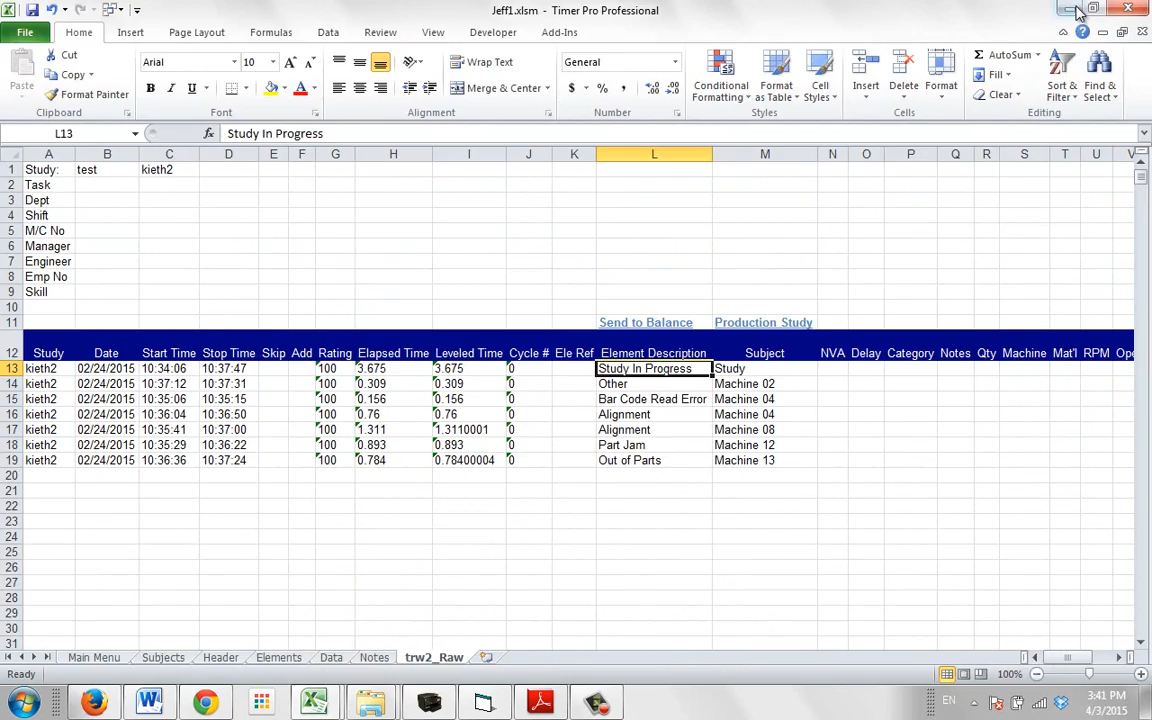 Jeff1.xlsm - Timer Pro Professional
File Home Insert Page Layout Formulas Data Review View Developer Add-Ins
Paste Cut Copy Format Painter Clipboard
Arial 10 B I U A Font
Wrap Text Merge & Center Alignment
General $ % , Number
Conditional Formatting Format as Table Cell Styles Styles
Insert Delete Format Cells
AutoSum Fill Clear Sort & Filter Find & Select Editing
L13 fx Study In Progress
A B C D E F G H I J K L M N O P Q R S T U V
1 Study: test kieth2
2 Task
3 Dept
4 Shift
5 M/C No
6 Manager
7 Engineer
8 Emp No
9 Skill
10
11 Send to Balance Production Study
12 Study Date Start Time Stop Time Skip Add Rating Elapsed Time Leveled Time Cycle # Ele Ref Element Description Subject NVA Delay Category Notes Qty Machine Mat'l RPM Ope
13 kieth2 02/24/2015 10:34:06 10:37:47 100 3.675 3.675 0 Study In Progress Study
14 kieth2 02/24/2015 10:37:12 10:37:31 100 0.309 0.309 0 Other Machine 02
15 kieth2 02/24/2015 10:35:06 10:35:15 100 0.156 0.156 0 Bar Code Read Error Machine 04
16 kieth2 02/24/2015 10:36:04 10:36:50 100 0.76 0.76 0 Alignment Machine 04
17 kieth2 02/24/2015 10:35:41 10:37:00 100 1.311 1.3110001 0 Alignment Machine 08
18 kieth2 02/24/2015 10:35:29 10:36:22 100 0.893 0.893 0 Part Jam Machine 12
19 kieth2 02/24/2015 10:36:36 10:37:24 100 0.784 0.78400004 0 Out of Parts Machine 13
20
21
22
23
24
25
26
27
28
29
30
31
Main Menu Subjects Header Elements Data Notes trw2_Raw
Ready 100%
EN 3:41 PM
4/3/2015